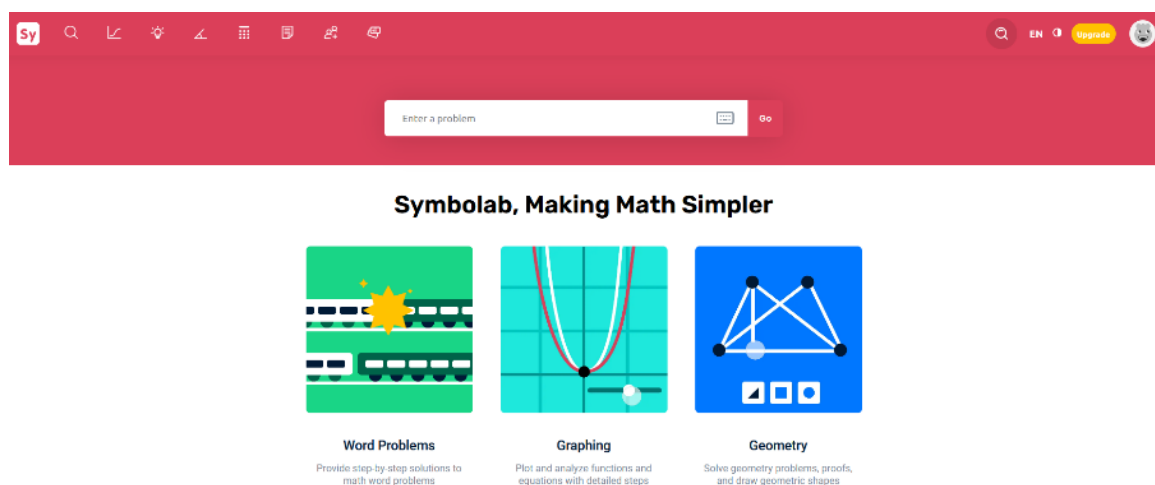 Sy
EN
Upgrade
Enter a problem
Go
Symbolab, Making Math Simpler
Word Problems
Graphing
Geometry
Provide step-by-step solutions to
math word problems
Plot and analyze functions and
equations with detailed steps
Solve geometry problems, proofs,
and draw geometric shapes